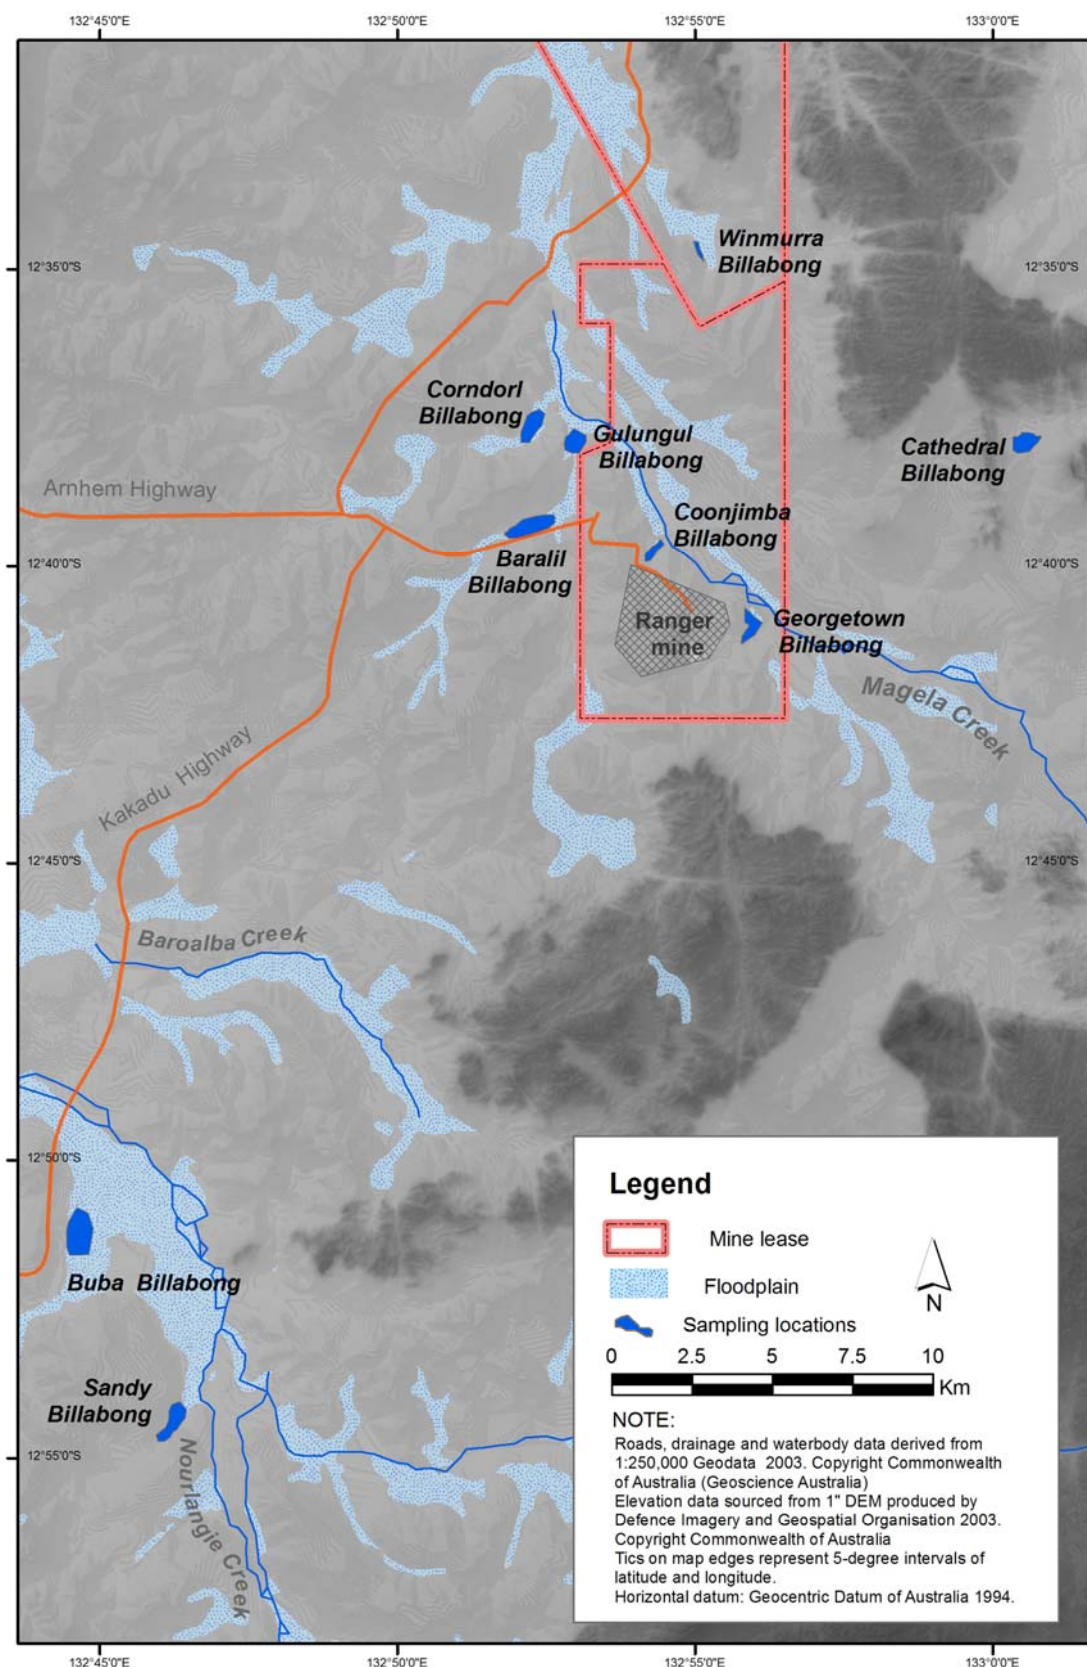 132°45'0"E
132°50'0"E
132°55'0"E
133°0'0"E
Winmurra
Billabong
12°35'0"S
12°35'0"S
Corndorl
Billabong
Gulungul
Billabong
Cathedral
Billabong
Arnhem Highway
Coonjimba
Billabong
Baralil
Billabong
12°40'0"S
12°40'0"S
Ranger
mine
Georgetown
Billabong
Magela Creek
Kakadu Highway
12°45'0"S
12°45'0"S
Baroalba Creek
12°50'0"S
Buba Billabong
Sandy
Billabong
12°55'0"S
Nourlangie Creek
Legend
Mine lease
Floodplain
Sampling locations
N
0 2.5 5 7.5 10
Km
NOTE:
Roads, drainage and waterbody data derived from
1:250,000 Geodata 2003. Copyright Commonwealth
of Australia (Geoscience Australia)
Elevation data sourced from 1" DEM produced by
Defence Imagery and Geospatial Organisation 2003.
Copyright Commonwealth of Australia
Tics on map edges represent 5-degree intervals of
latitude and longitude.
Horizontal datum: Geocentric Datum of Australia 1994.
132°45'0"E
132°50'0"E
132°55'0"E
133°0'0"E